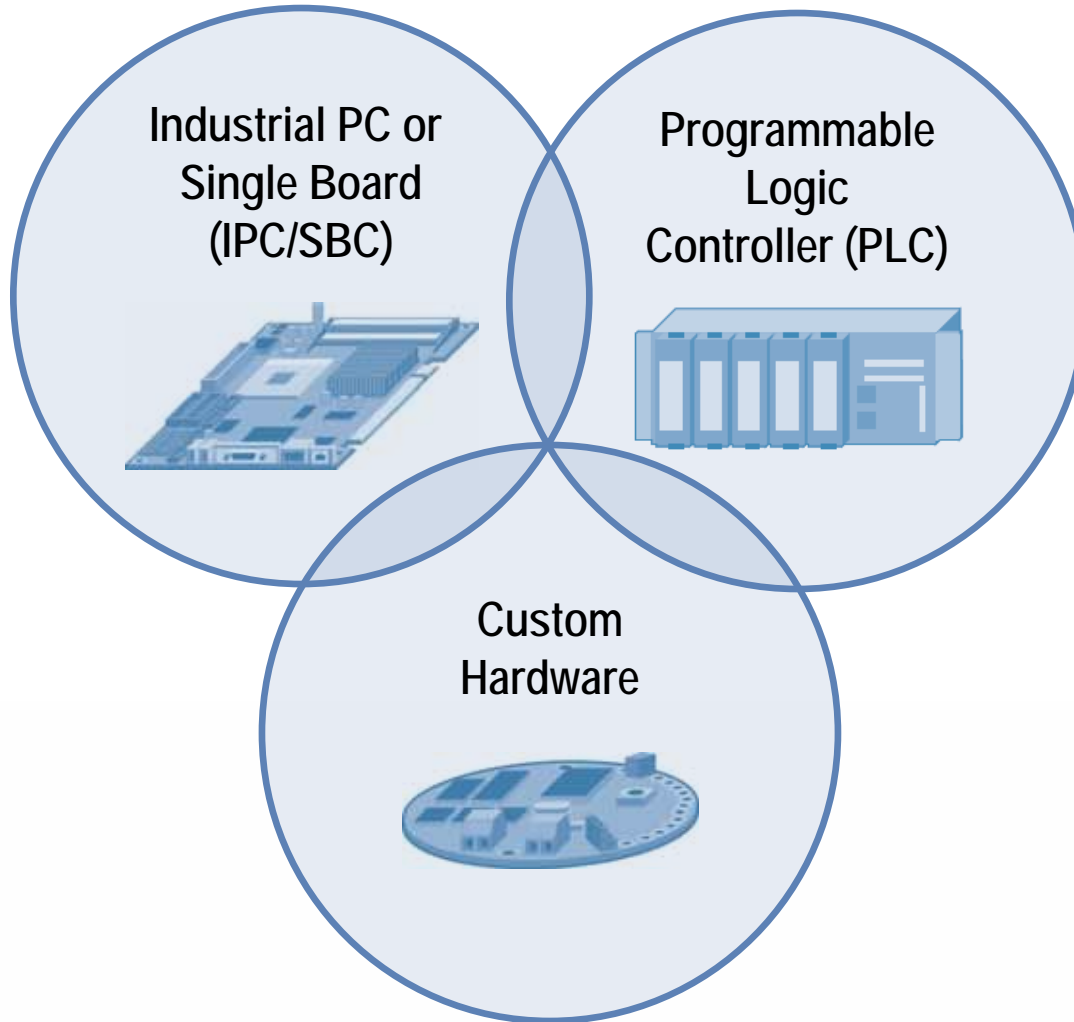 Industrial PC or
Single Board
(IPC/SBC)
Programmable
Logic
Controller (PLC)
Custom
Hardware